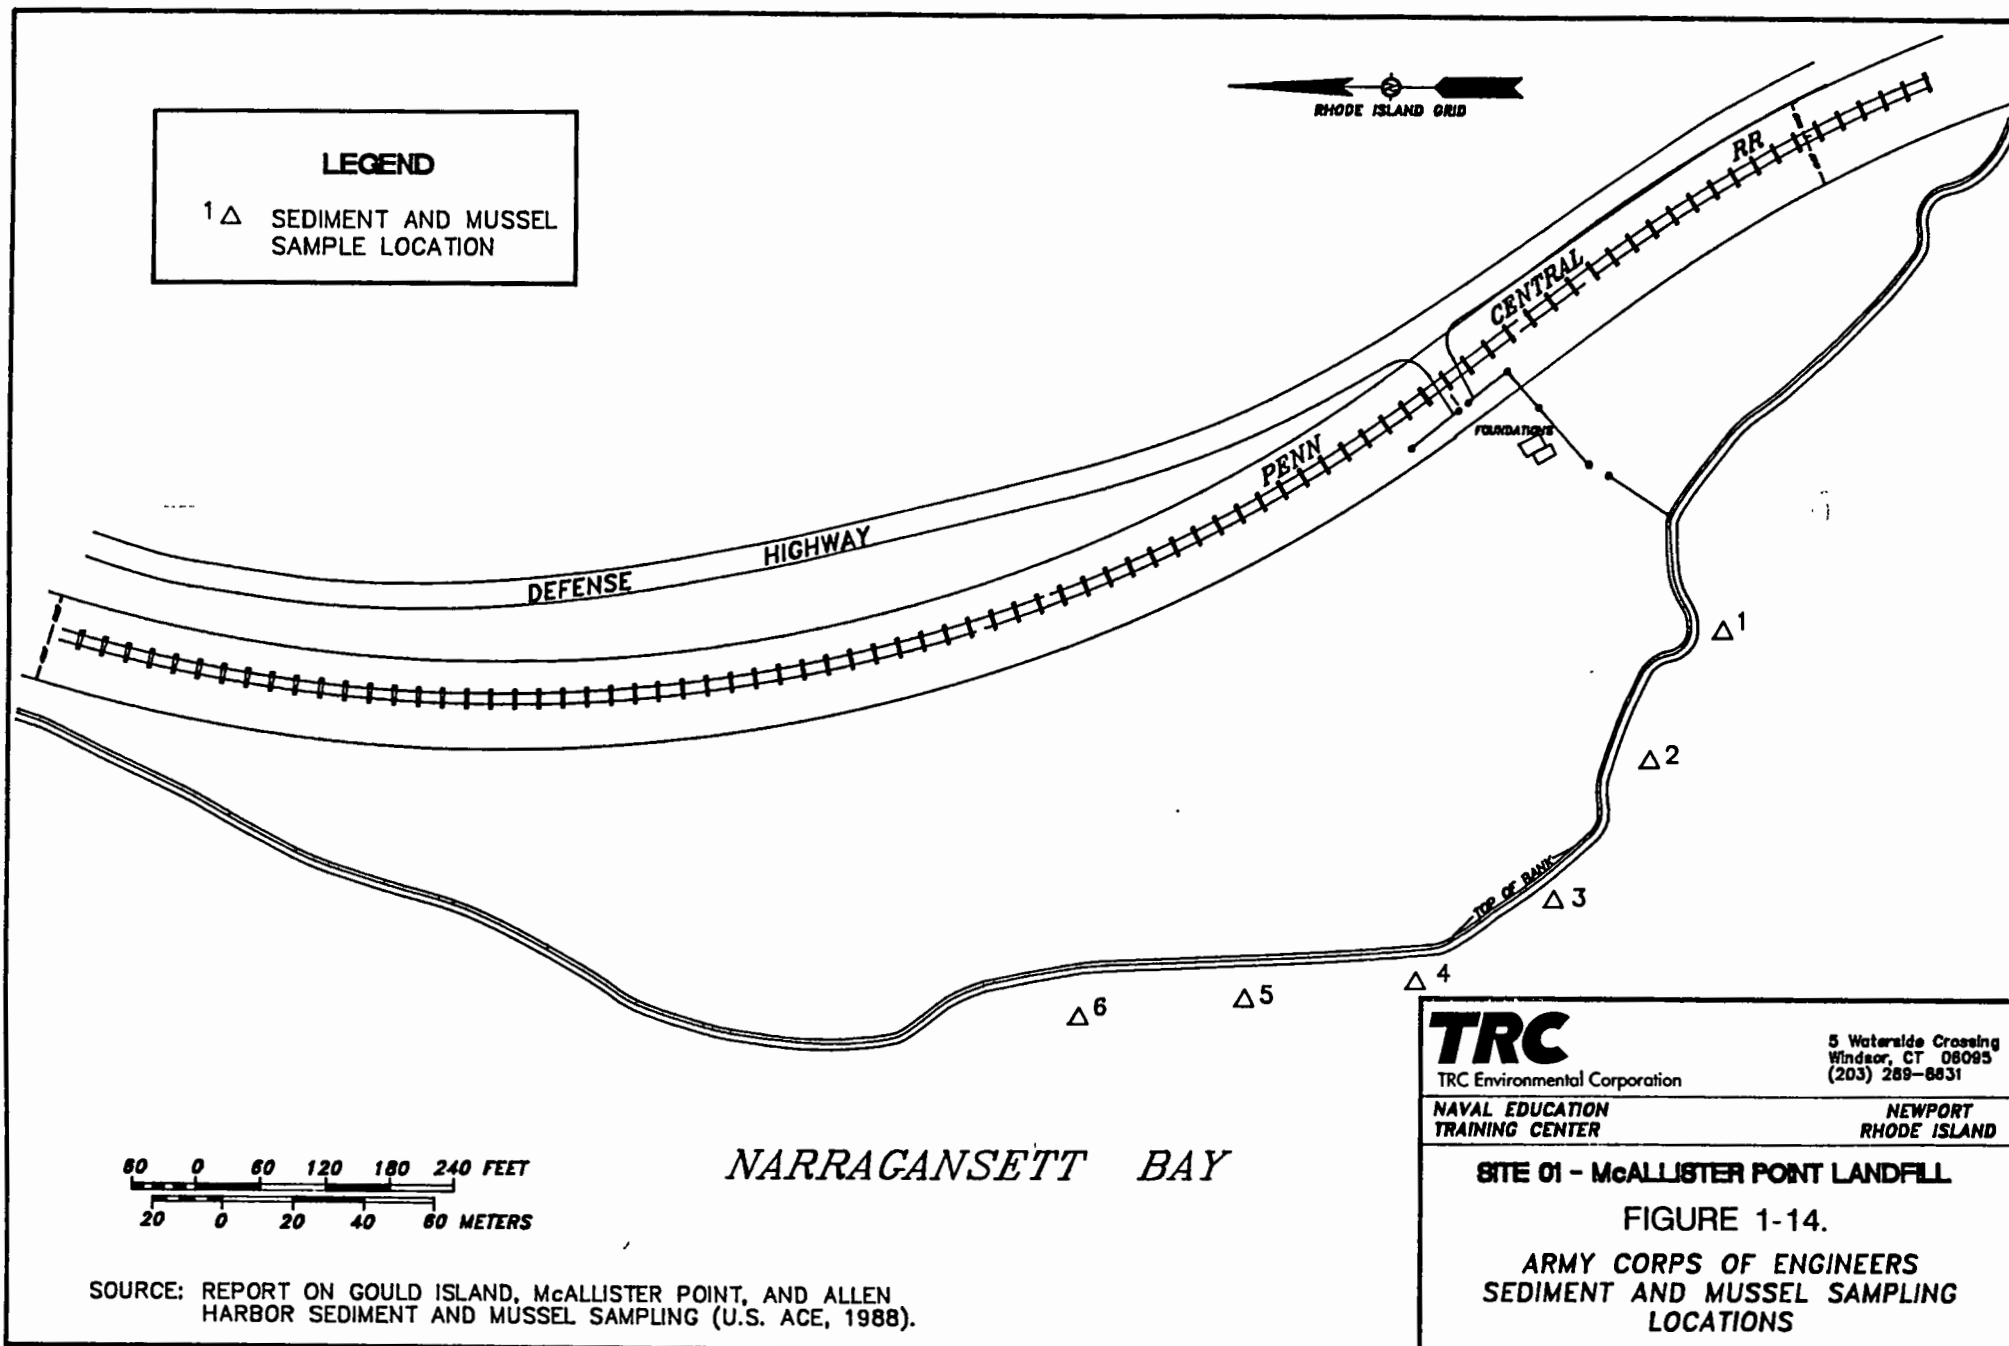 RHODE ISLAND GRID
LEGEND
1 △ SEDIMENT AND MUSSEL
SAMPLE LOCATION
RR
CENTRAL
PENN
FOUNDATIONS
HIGHWAY
DEFENSE
1
2
TOP OF BANK
3
4
5
6
NARRAGANSETT BAY
60 0 60 120 180 240 FEET
20 0 20 40 60 METERS
SOURCE: REPORT ON GOULD ISLAND, McALLISTER POINT, AND ALLEN
HARBOR SEDIMENT AND MUSSEL SAMPLING (U.S. ACE, 1988).
TRC
TRC Environmental Corporation
5 Waterside Crossing
Windsor, CT 06095
(203) 289-8631
NAVAL EDUCATION
TRAINING CENTER
NEWPORT
RHODE ISLAND
SITE 01 - McALLISTER POINT LANDFILL
FIGURE 1-14.
ARMY CORPS OF ENGINEERS
SEDIMENT AND MUSSEL SAMPLING
LOCATIONS